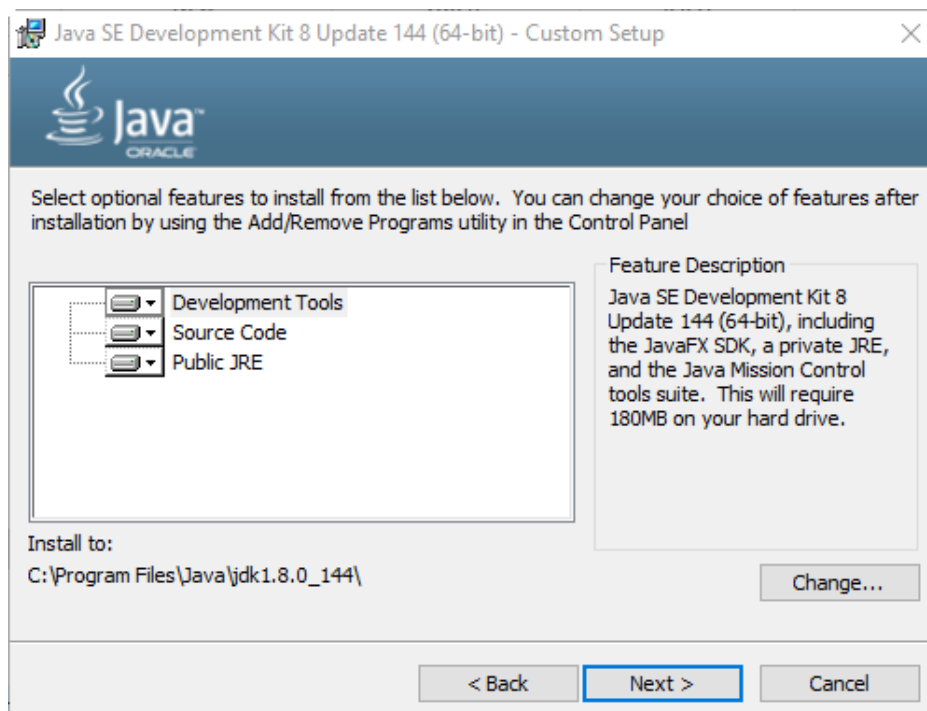 Java SE Development Kit 8 Update 144 (64-bit) - Custom Setup
Java™
ORACLE
Select optional features to install from the list below.  You can change your choice of features after
installation by using the Add/Remove Programs utility in the Control Panel
Development Tools
Source Code
Public JRE
Feature Description
Java SE Development Kit 8
Update 144 (64-bit), including
the JavaFX SDK, a private JRE,
and the Java Mission Control
tools suite.  This will require
180MB on your hard drive.
Install to:
C:\Program Files\Java\jdk1.8.0_144\
Change...
< Back
Next >
Cancel